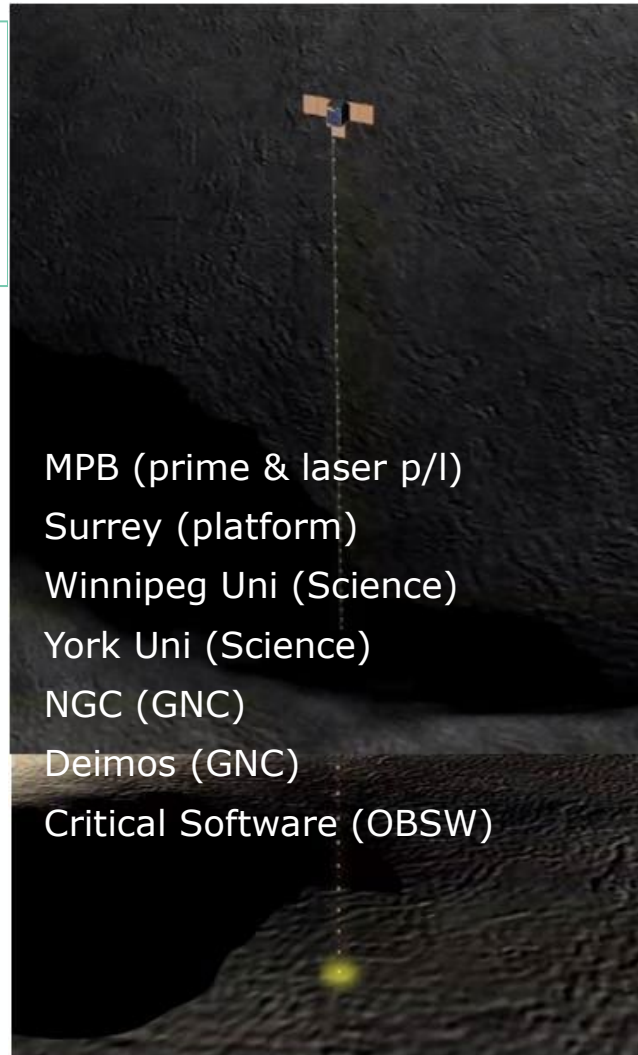 MPB (prime & laser p/l)
Surrey (platform)
Winnipeg Uni (Science)
York Uni (Science)
NGC (GNC)
Deimos (GNC)
Critical Software (OBSW)